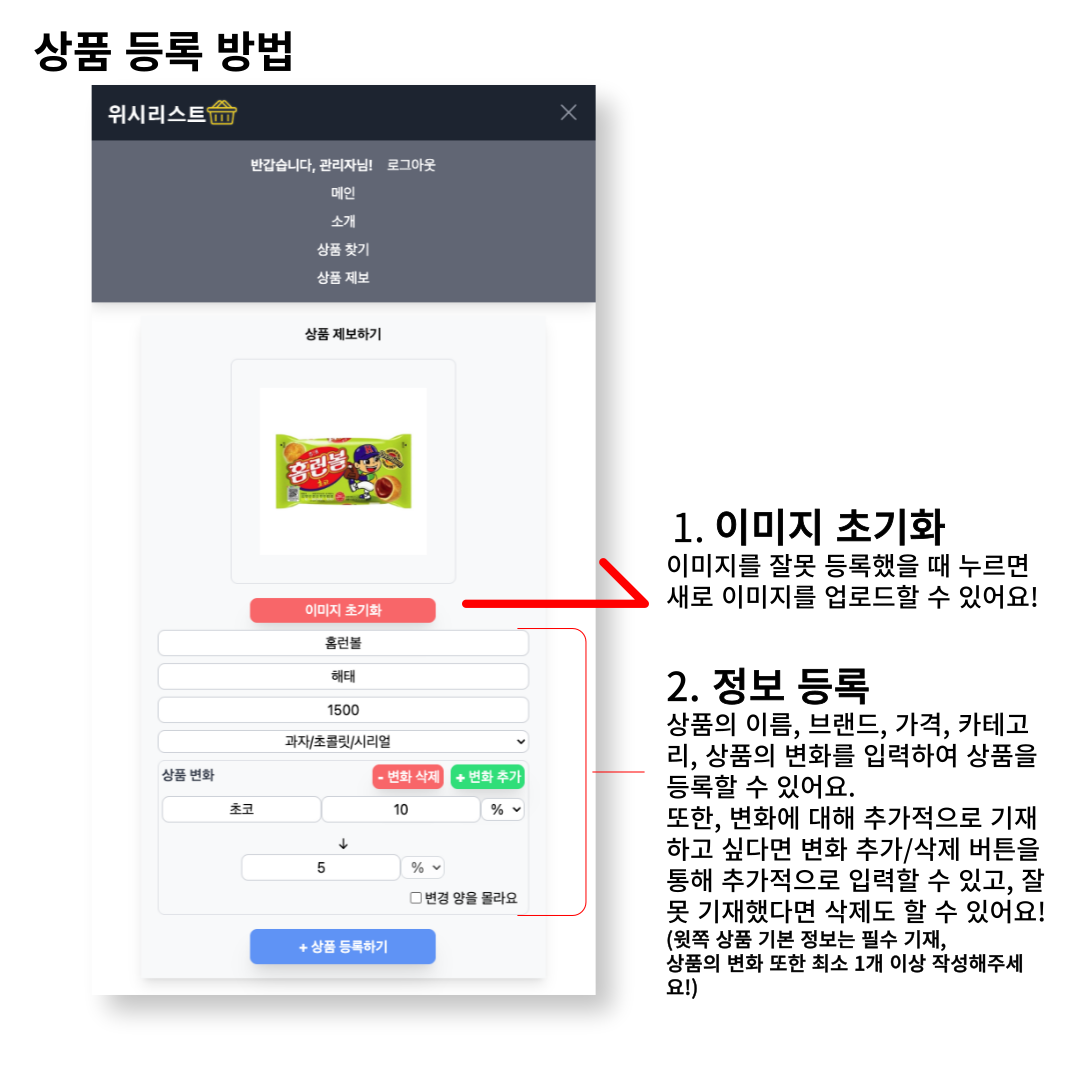 상품 등록 방법
위시리스트
반갑습니다, 관리자님! 로그아웃
메인
소개
상품 찾기
상품 제보
상품 제보하기
홈런볼
초코
이미지 초기화
홈런볼
해태
1500
과자/초콜릿/시리얼
상품 변화
- 변화 삭제
+ 변화 추가
초코
10
%
↓
5
%
변경 양을 몰라요
+ 상품 등록하기
1. 이미지 초기화
이미지를 잘못 등록했을 때 누르면
새로 이미지를 업로드할 수 있어요!
2. 정보 등록
상품의 이름, 브랜드, 가격, 카테고
리, 상품의 변화를 입력하여 상품을
등록할 수 있어요.
또한, 변화에 대해 추가적으로 기재
하고 싶다면 변화 추가/삭제 버튼을
통해 추가적으로 입력할 수 있고, 잘
못 기재했다면 삭제도 할 수 있어요!
(윗쪽 상품 기본 정보는 필수 기재,
상품의 변화 또한 최소 1개 이상 작성해주세
요!)